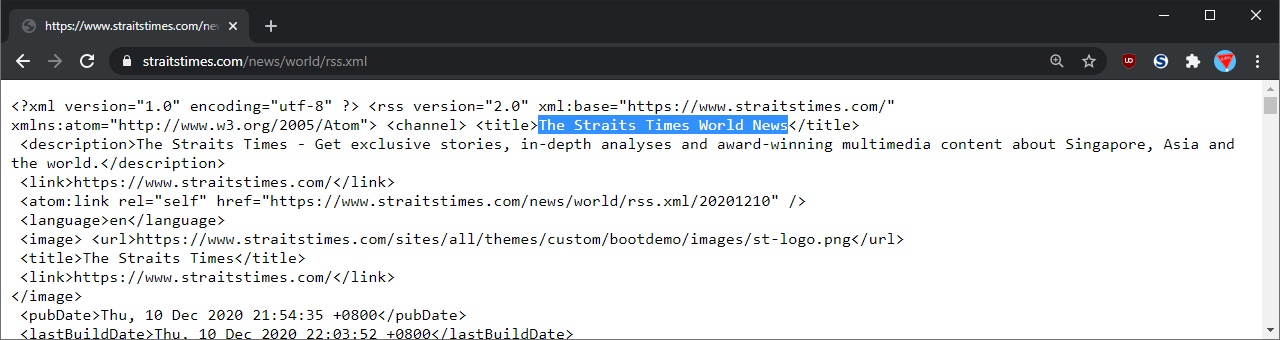 https://www.straitstimes.com/nev
straitstimes.com/news/world/rss.xml
<?xml version="1.0" encoding="utf-8" ?> <rss version="2.0" xml:base="https://www.straitstimes.com/"
xmlns:atom="http://www.w3.org/2005/Atom"> <channel> <title>The Straits Times World News</title>
<description>The Straits Times - Get exclusive stories, in-depth analyses and award-winning multimedia content about Singapore, Asia and
the world.</description>
<link>https://www.straitstimes.com/</link>
<atom:link rel="self" href="https://www.straitstimes.com/news/world/rss.xml/20201210" />
<language>en</language>
<image> <url>https://www.straitstimes.com/sites/all/themes/custom/bootdemo/images/st-logo.png</url>
<title>The Straits Times</title>
<link>https://www.straitstimes.com/</link>
</image>
<pubDate>Thu, 10 Dec 2020 21:54:35 +0800</pubDate>
<lastBuildDate>Thu, 10 Dec 2020 22:03:52 +0800</lastBuildDate>